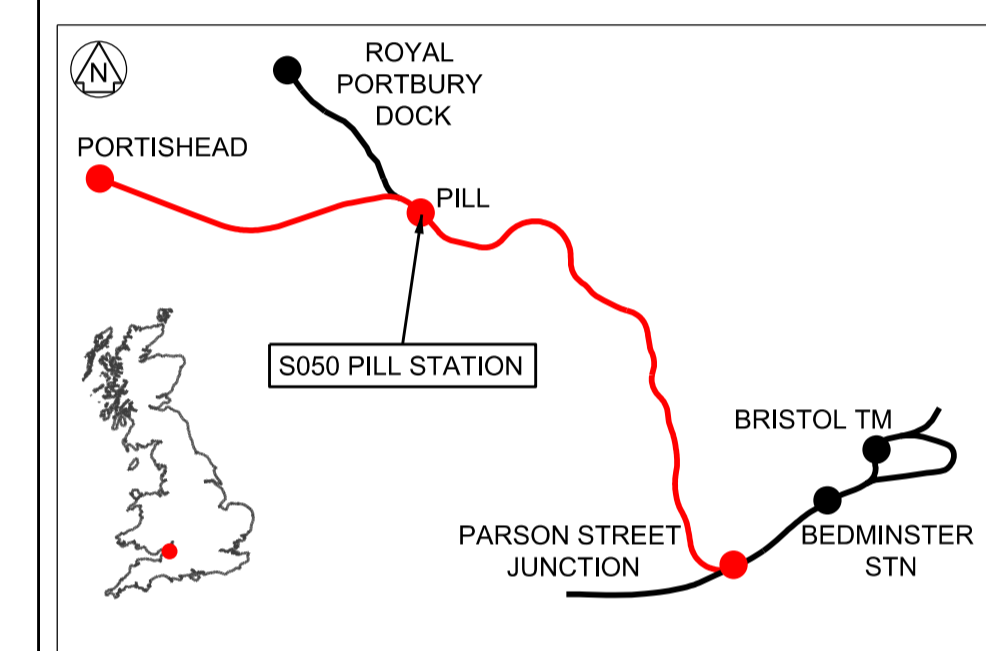 N
ROYAL
PORTBURY
DOCK
PORTISHEAD
PILL
S050 PILL STATION
BRISTOL TM
PARSON STREET
JUNCTION
BEDMINSTER
STN